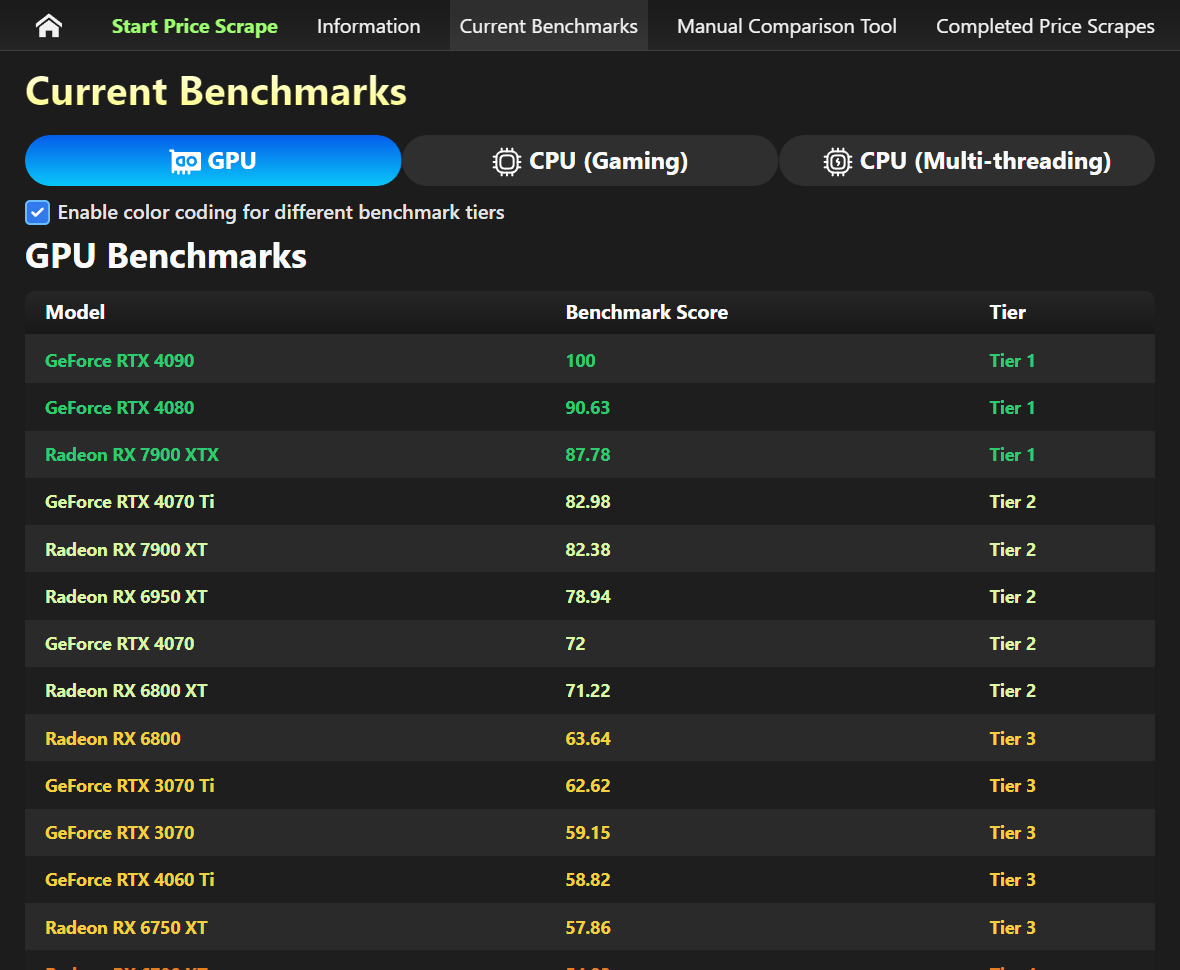 Start Price Scrape Information Current Benchmarks Manual Comparison Tool Completed Price Scrapes
Current Benchmarks
GPU CPU (Gaming) CPU (Multi-threading)
Enable color coding for different benchmark tiers
GPU Benchmarks
Model Benchmark Score Tier
GeForce RTX 4090 100 Tier 1
GeForce RTX 4080 90.63 Tier 1
Radeon RX 7900 XTX 87.78 Tier 1
GeForce RTX 4070 Ti 82.98 Tier 2
Radeon RX 7900 XT 82.38 Tier 2
Radeon RX 6950 XT 78.94 Tier 2
GeForce RTX 4070 72 Tier 2
Radeon RX 6800 XT 71.22 Tier 2
Radeon RX 6800 63.64 Tier 3
GeForce RTX 3070 Ti 62.62 Tier 3
GeForce RTX 3070 59.15 Tier 3
GeForce RTX 4060 Ti 58.82 Tier 3
Radeon RX 6750 XT 57.86 Tier 3